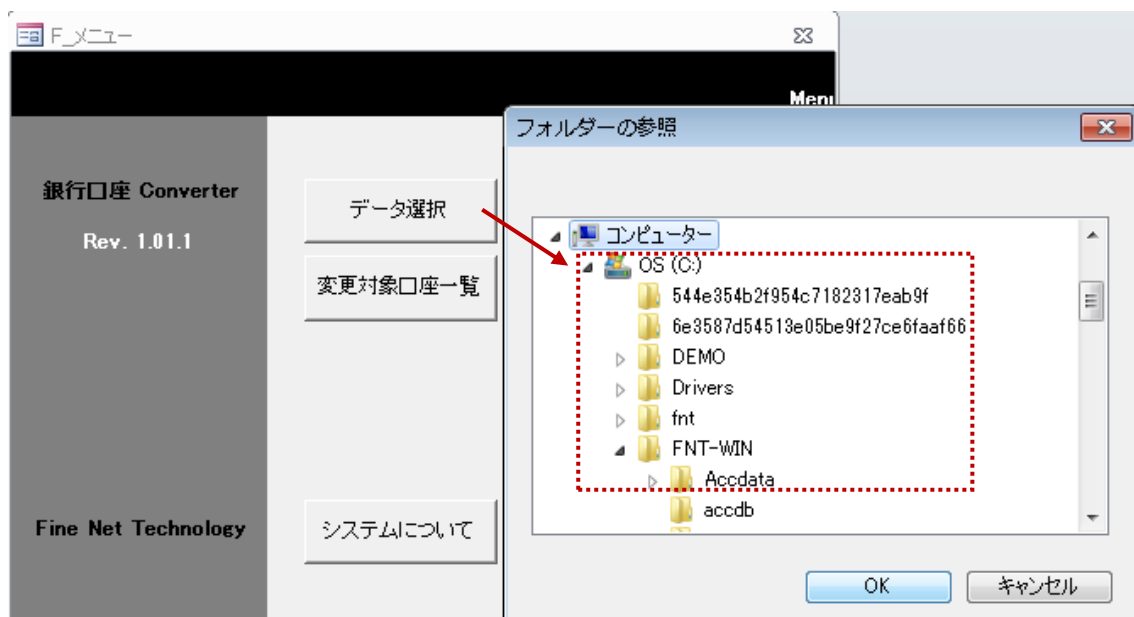 F_メニュー
Menu
銀行口座 Converter
Rev. 1.01.1
データ選択
変更対象口座一覧
システムについて
Fine Net Technology
フォルダーの参照
コンピューター
OS (C:)
544e354b2f954c7182317eab9f
6e3587d54513e05be9f27ce6faaf66
DEMO
Drivers
fnt
FNT-WIN
Accdata
accdb
OK
キャンセル